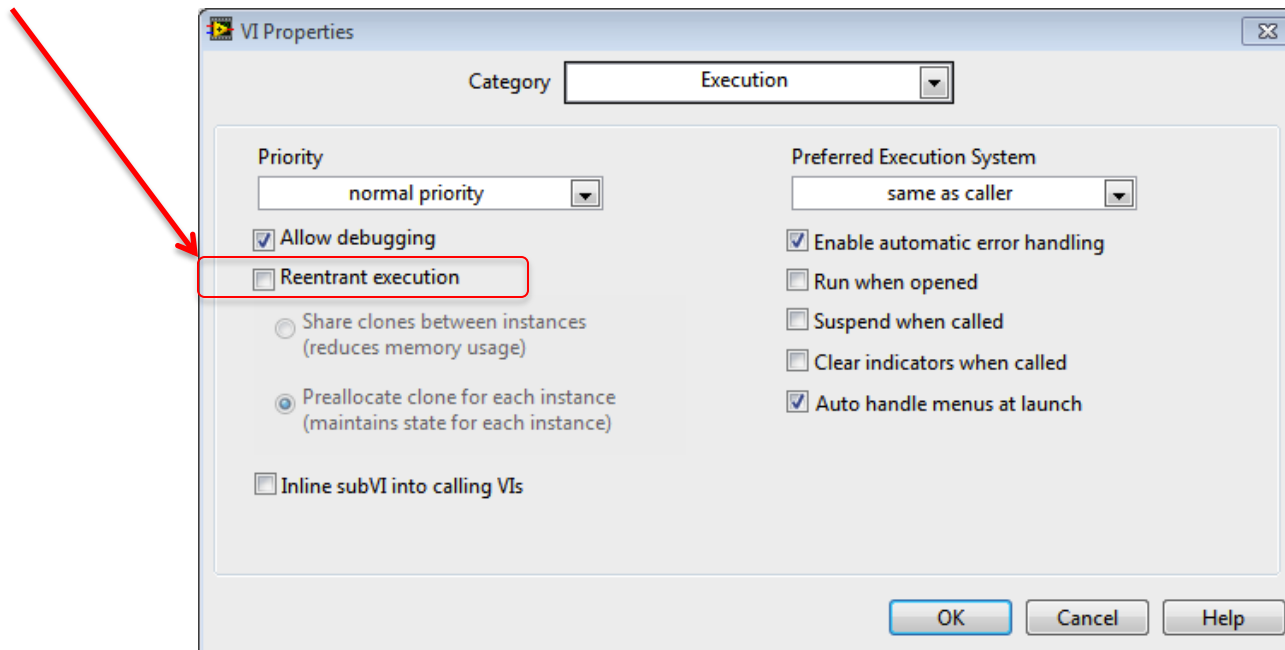 VI Properties
Category
Execution
Priority
normal priority
Allow debugging
Reentrant execution
Share clones between instances
(reduces memory usage)
Preallocate clone for each instance
(maintains state for each instance)
Inline subVI into calling VIs
Preferred Execution System
same as caller
Enable automatic error handling
Run when opened
Suspend when called
Clear indicators when called
Auto handle menus at launch
OK
Cancel
Help